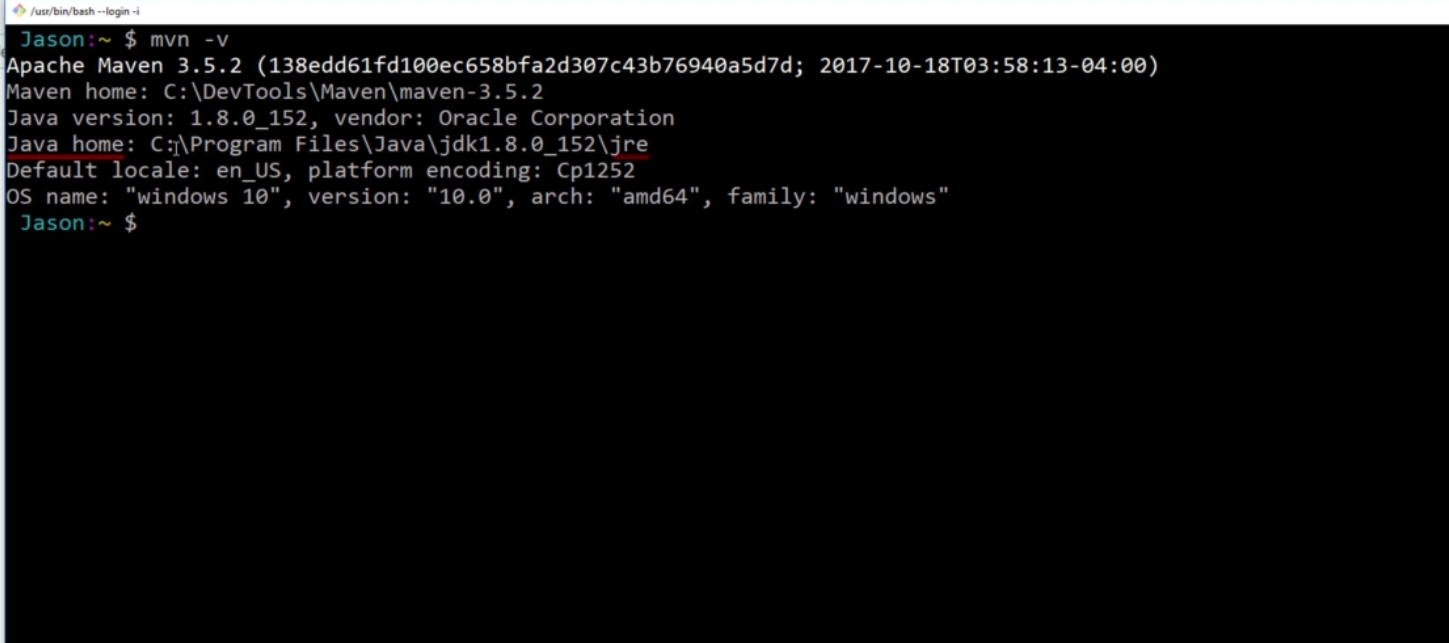 /usr/bin/bash --login -i
Jason:~ $ mvn -v
Apache Maven 3.5.2 (138edd61fd100ec658bfa2d307c43b76940a5d7d; 2017-10-18T03:58:13-04:00)
Maven home: C:\DevTools\Maven\maven-3.5.2
Java version: 1.8.0_152, vendor: Oracle Corporation
Java home: C:\Program Files\Java\jdk1.8.0_152\jre
Default locale: en_US, platform encoding: Cp1252
OS name: "windows 10", version: "10.0", arch: "amd64", family: "windows"
Jason:~ $